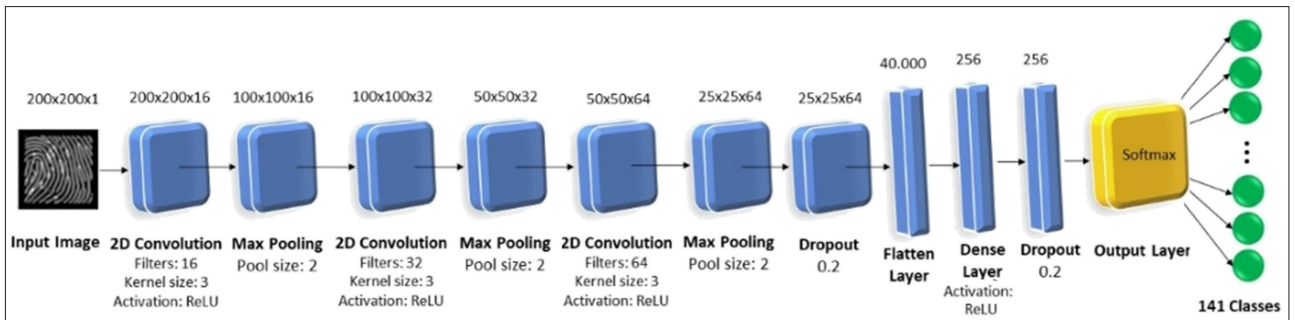 200x200x1
200x200x16
100x100x16
100x100x32
50x50x32
50x50x64
25x25x64
25x25x64
40.000
256
256
Softmax
Input Image
2D Convolution
Filters: 16
Kernel size: 3
Activation: ReLU
Max Pooling
Pool size: 2
2D Convolution
Filters: 32
Kernel size: 3
Activation: ReLU
Max Pooling
Pool size: 2
2D Convolution
Filters: 64
Kernel size: 3
Activation: ReLU
Max Pooling
Pool size: 2
Dropout
0.2
Flatten
Layer
Dense
Layer
Activation:
ReLU
Dropout
0.2
Output Layer
141 Classes